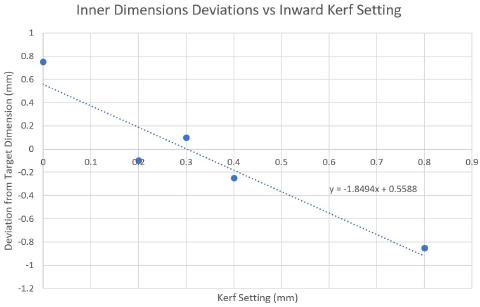 Inner Dimensions Deviations vs Inward Kerf Setting
1
0.8
0.6
0.4
0.2
0
-0.2
-0.4
-0.6
-0.8
-1
-1.2
0 0.1 0.2 0.3 0.4 0.5 0.6 0.7 0.8 0.9
y = -1.8494x + 0.5588
Deviation from Target Dimension (mm)
Kerf Setting (mm)